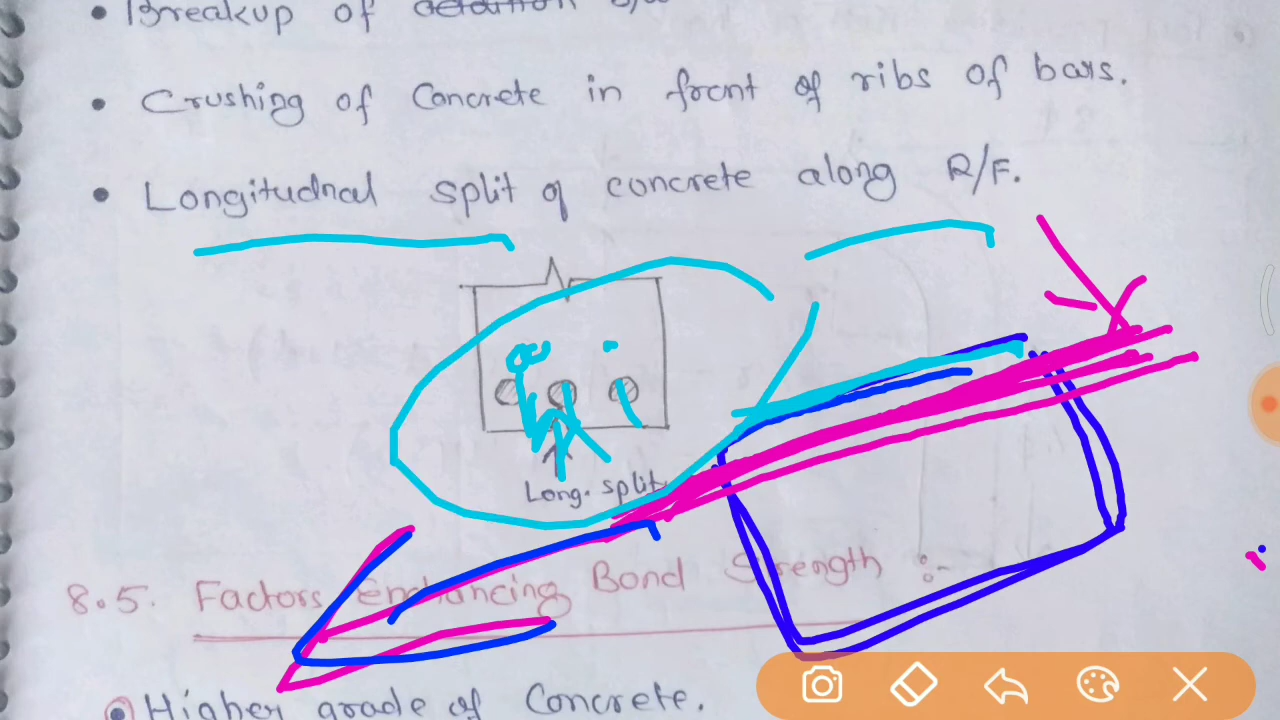 • Breakup of
• Crushing of Concrete in front of ribs of bars.
• Longitudnal split of concrete along R/F.
Long. split
8.5. Factors Enhancing Bond Strength :-
• Higher grade of Concrete.